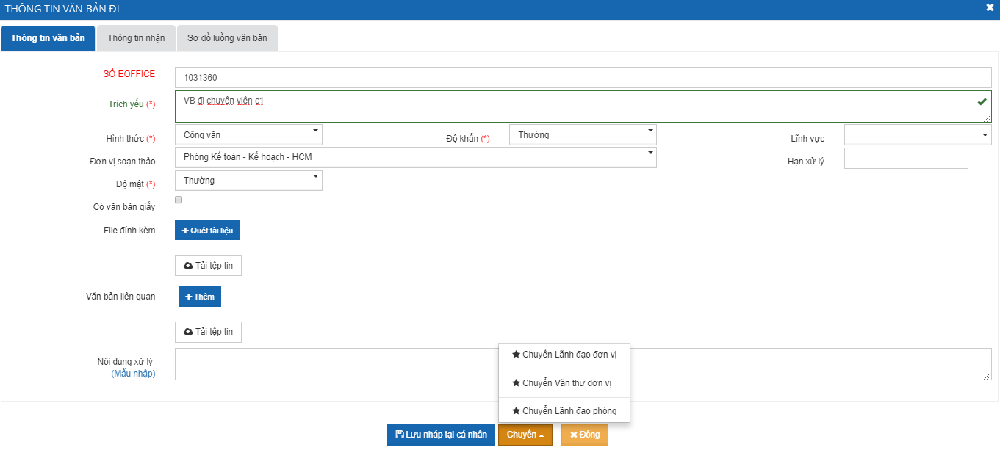 THÔNG TIN VĂN BẢN ĐI
Thông tin văn bản Thông tin nhận Sơ đồ luồng văn bản
SỐ EOFFICE 1031360
Trích yếu (*) VB đi chuyên viên c1
Hình thức (*) Công văn Độ khẩn (*) Thường Lĩnh vực
Đơn vị soạn thảo Phòng Kế toán - Kế hoạch - HCM Hạn xử lý
Độ mật (*) Thường
Có văn bản giấy
File đính kèm Quét tài liệu
Tải tệp tin
Văn bản liên quan Thêm
Tải tệp tin
Nội dung xử lý
(Mẫu nhập)
Chuyển Lãnh đạo đơn vị
Chuyển Văn thư đơn vị
Chuyển Lãnh đạo phòng
Lưu nháp tại cá nhân Chuyển Đóng